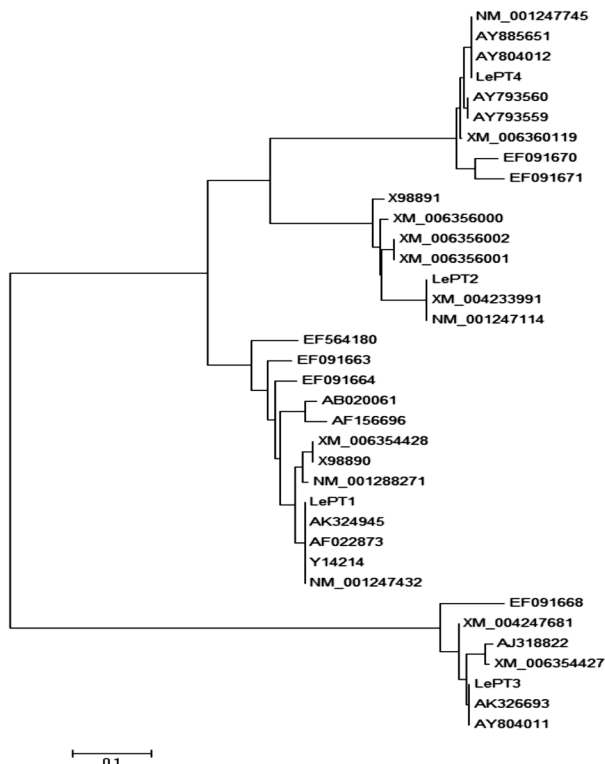 NM_001247745
AY885651
AY804012
LePT4
AY793560
AY793559
XM_006360119
EF091670
EF091671
X98891
XM_006356000
XM_006356002
XM_006356001
LePT2
XM_004233991
NM_001247114
EF564180
EF091663
EF091664
AB020061
AF156696
XM_006354428
X98890
NM_001288271
LePT1
AK324945
AF022873
Y14214
NM_001247432
EF091668
XM_004247681
AJ318822
XM_006354427
LePT3
AK326693
AY804011
0.1